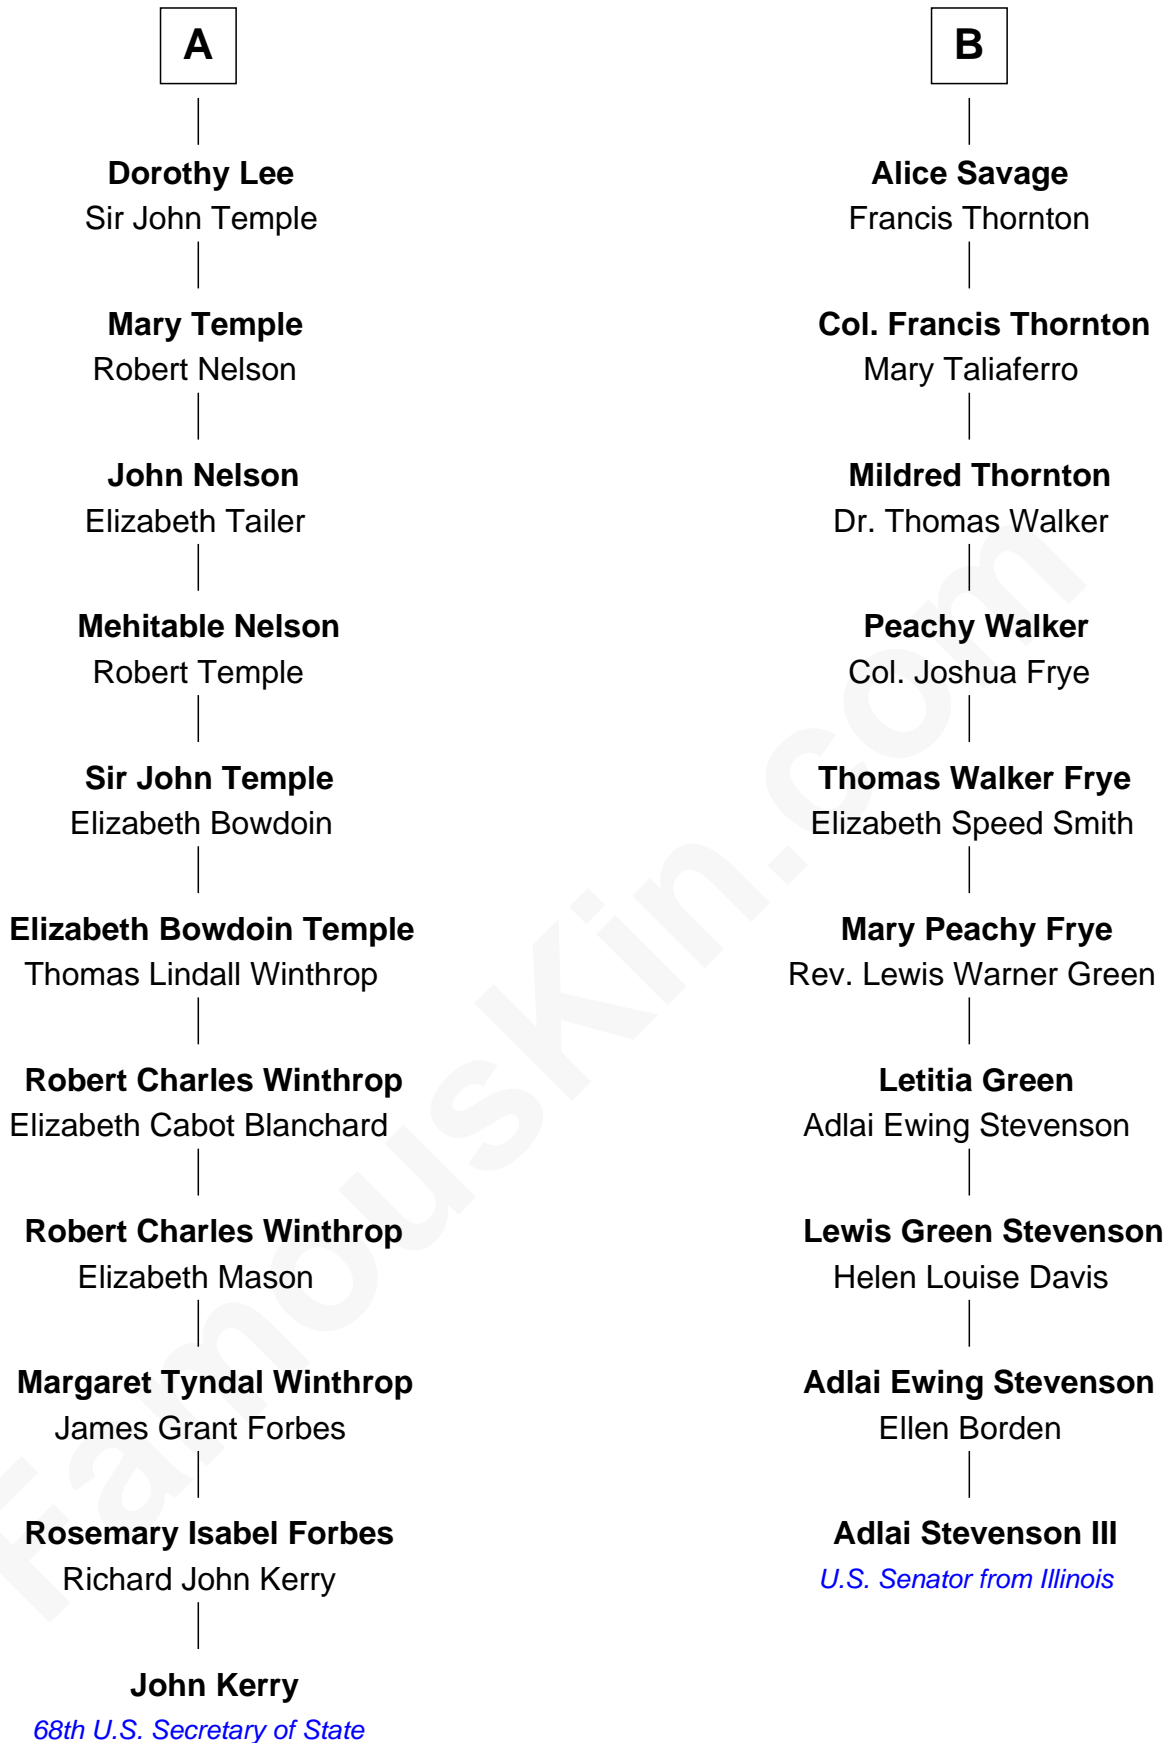 A
Dorothy Lee
Sir John Temple
Mary Temple
Robert Nelson
John Nelson
Elizabeth Tailer
Mehitable Nelson
Robert Temple
Sir John Temple
Elizabeth Bowdoin
Elizabeth Bowdoin Temple
Thomas Lindall Winthrop
Robert Charles Winthrop
Elizabeth Cabot Blanchard
Robert Charles Winthrop
Elizabeth Mason
Margaret Tyndal Winthrop
James Grant Forbes
Rosemary Isabel Forbes
Richard John Kerry
John Kerry
68th U.S. Secretary of State
B
Alice Savage
Francis Thornton
Col. Francis Thornton
Mary Taliaferro
Mildred Thornton
Dr. Thomas Walker
Peachy Walker
Col. Joshua Frye
Thomas Walker Frye
Elizabeth Speed Smith
Mary Peachy Frye
Rev. Lewis Warner Green
Letitia Green
Adlai Ewing Stevenson
Lewis Green Stevenson
Helen Louise Davis
Adlai Ewing Stevenson
Ellen Borden
Adlai Stevenson III
U.S. Senator from Illinois
FamousKin.com